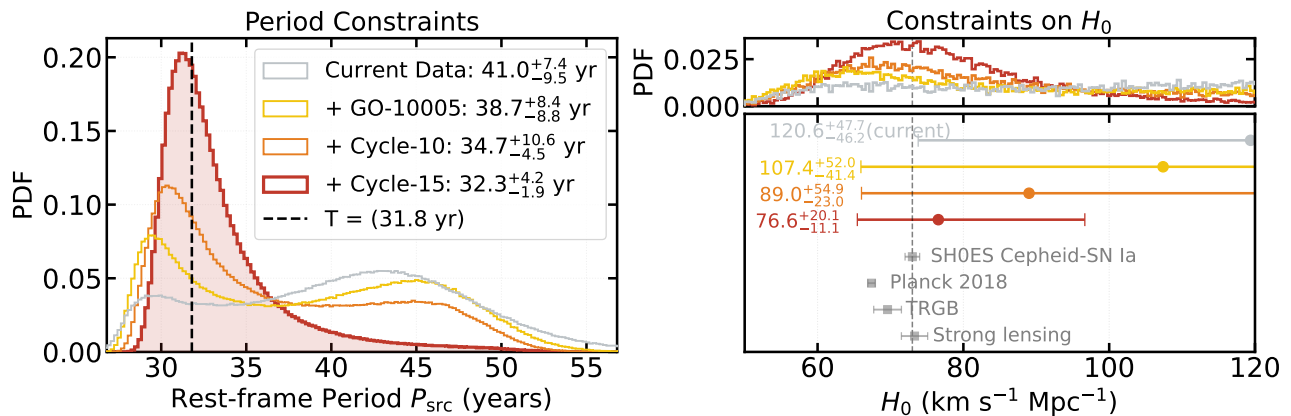 Period Constraints
PDF
0.20
0.15
0.10
0.05
0.00
Current Data: 41.0^{+7.4}_{-9.5} yr
+ GO-10005: 38.7^{+8.4}_{-8.8} yr
+ Cycle-10: 34.7^{+10.6}_{-4.5} yr
+ Cycle-15: 32.3^{+4.2}_{-1.9} yr
T = (31.8 yr)
30 35 40 45 50 55
Rest-frame Period P_{src} (years)
Constraints on H_0
PDF
0.025
0.000
120.6^{+47.7}_{-46.2}(current)
107.4^{+52.0}_{-41.4}
89.0^{+54.9}_{-23.0}
76.6^{+20.1}_{-11.1}
SH0ES Cepheid-SN Ia
Planck 2018
TRGB
Strong lensing
60 80 100 120
H_0 (km s^{−1} Mpc^{−1})